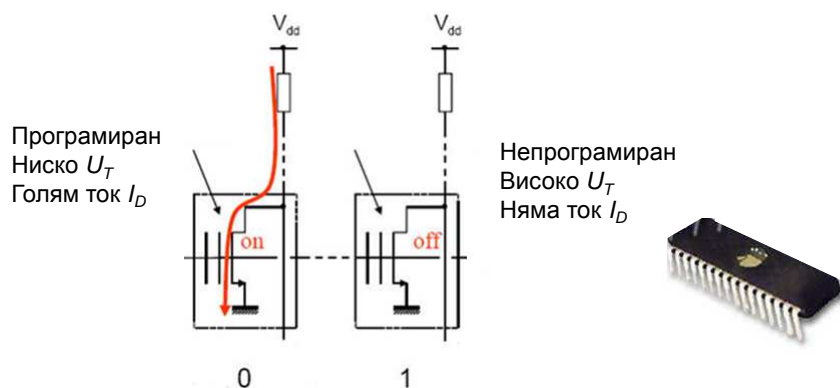 V_dd
V_dd
Програмиран
Ниско U_T
Голям ток I_D
Непрограмиран
Високо U_T
Няма ток I_D
on
off
0
1